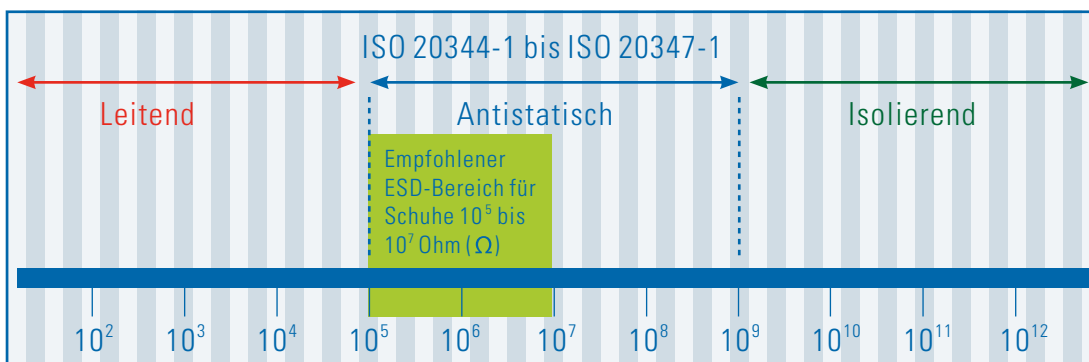 ISO 20344-1 bis ISO 20347-1
Leitend Antistatisch Isolierend
Empfohlener
ESD-Bereich für
Schuhe 10⁵ bis
10⁷ Ohm (Ω)
10² 10³ 10⁴ 10⁵ 10⁶ 10⁷ 10⁸ 10⁹ 10¹⁰ 10¹¹ 10¹²